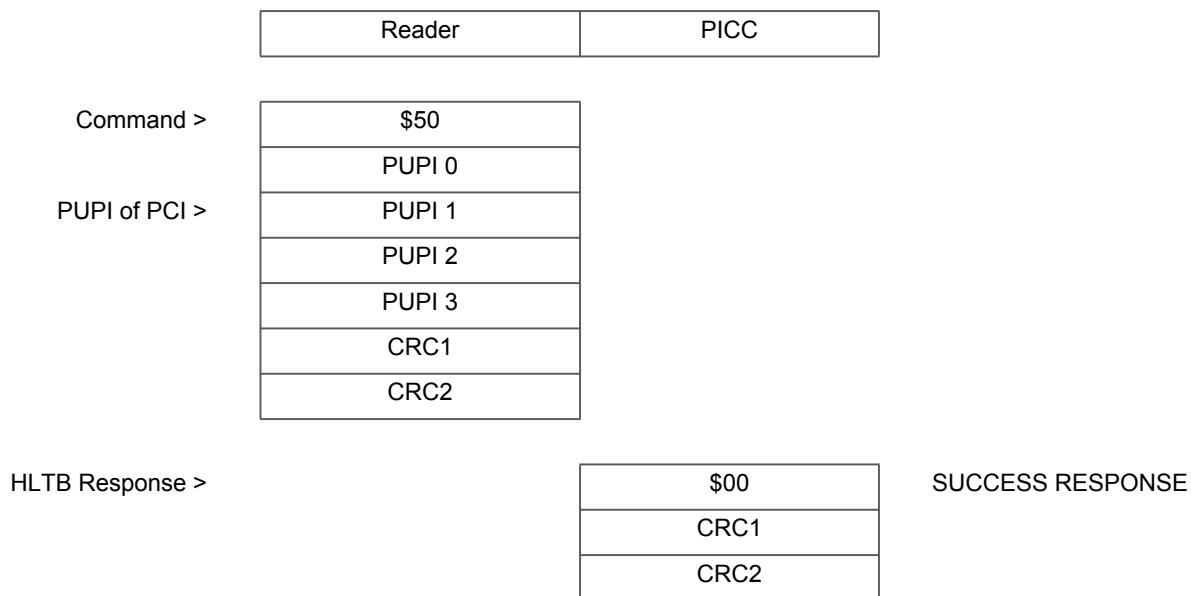 Reader PICC
Command > $50
PUPI 0
PUPI of PCI > PUPI 1
PUPI 2
PUPI 3
CRC1
CRC2
HLTB Response > $00 SUCCESS RESPONSE
CRC1
CRC2